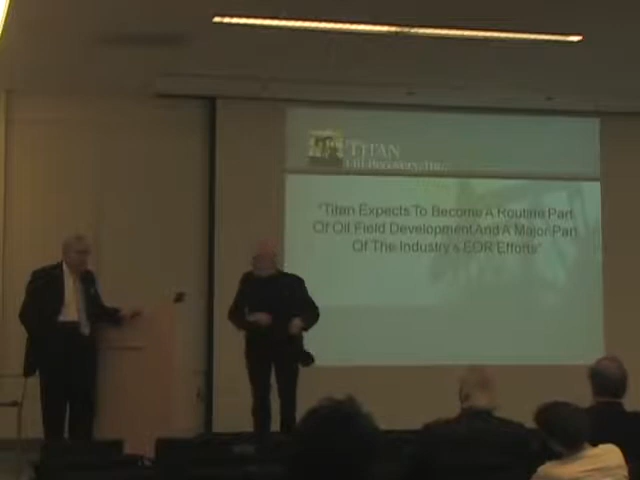 TITAN
Oil Recovery, Inc.
"Titan Expects To Become A Routine Part
Of Oil Field Development And A Major Part
Of The Industry's EOR Efforts"